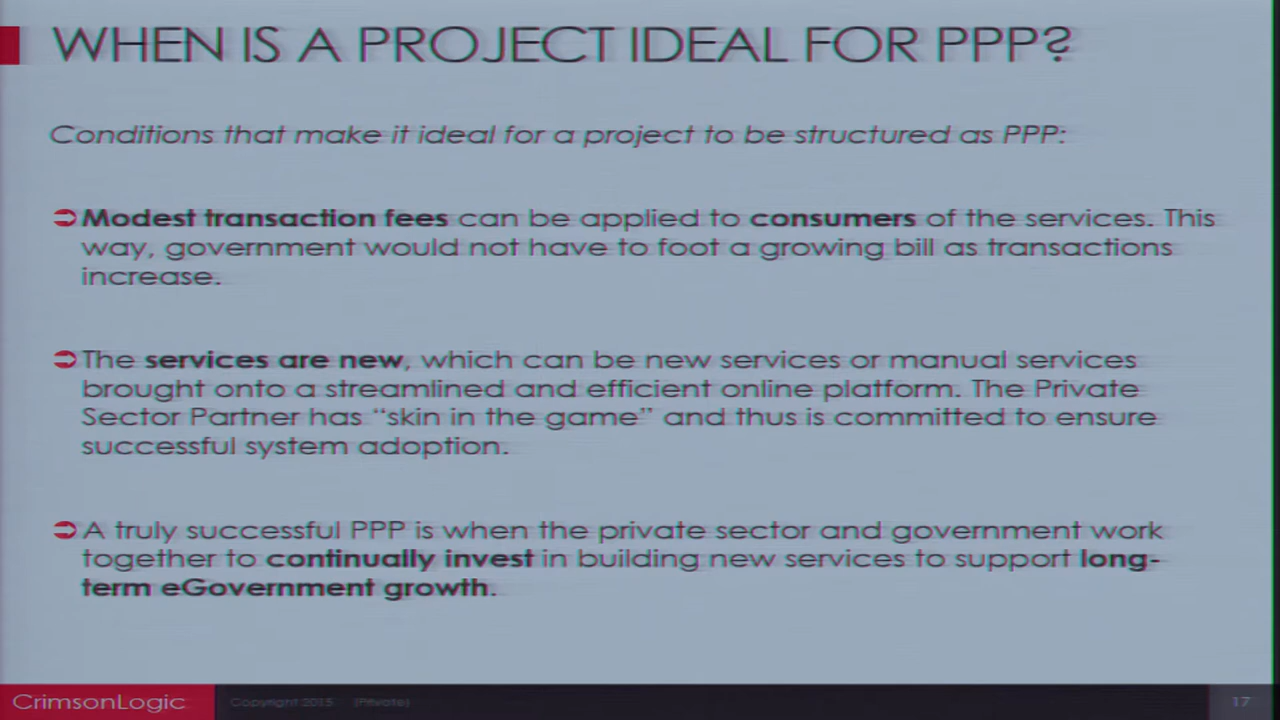 WHEN IS A PROJECT IDEAL FOR PPP?
Conditions that make it ideal for a project to be structured as PPP:
Modest transaction fees can be applied to consumers of the services. This
way, government would not have to foot a growing bill as transactions
increase.
The services are new, which can be new services or manual services
brought onto a streamlined and efficient online platform. The Private
Sector Partner has “skin in the game” and thus is committed to ensure
successful system adoption.
A truly successful PPP is when the private sector and government work
together to continually invest in building new services to support long-
term eGovernment growth.
CrimsonLogic Copyright 2015 (Private) 17